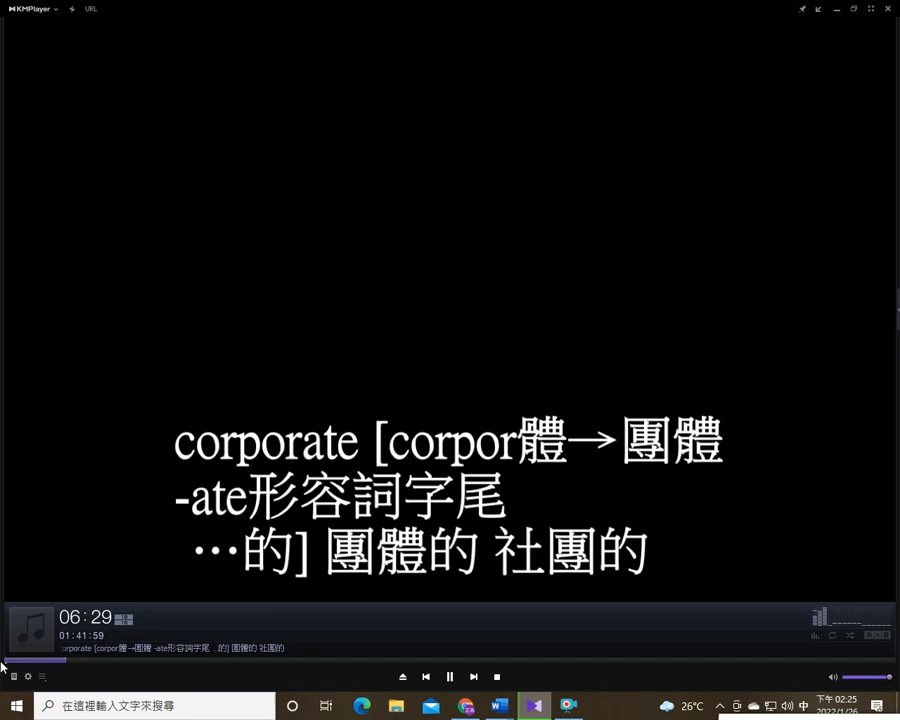 KMPlayer
URL
corporate [corpor體→團體
-ate形容詞字尾
…的] 團體的 社團的
06:29
01:41:59
orporate [corpor體→團體 -ate形容詞字尾 ...的] 團體的 社團的
在這裡輸入文字來搜尋
26°C
中
下午 02:25
2022/1/26